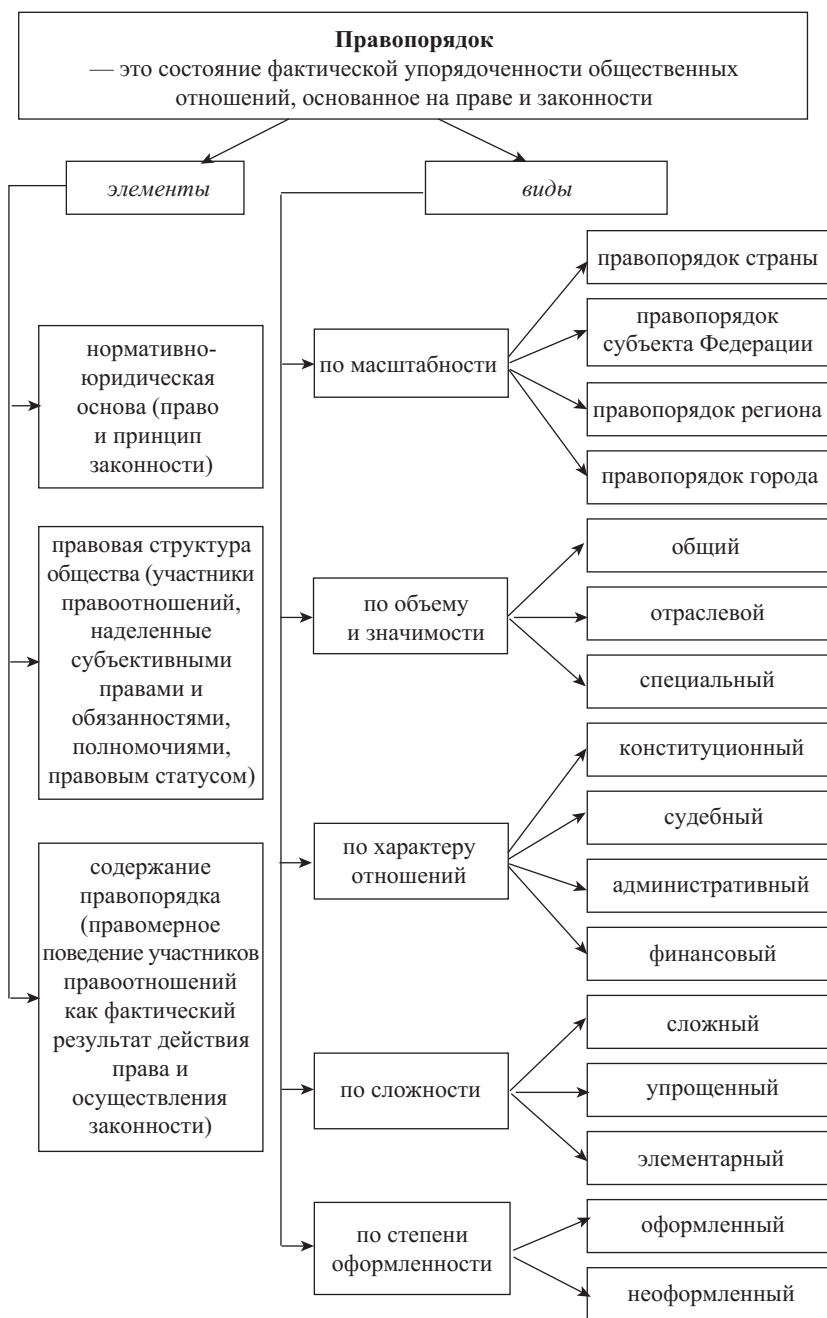 Правопорядок
— это состояние фактической упорядоченности общественных
отношений, основанное на праве и законности
элементы
виды
нормативно-
юридическая
основа (право
и принцип
законности)
правовая структура
общества (участники
правоотношений,
наделенные
субъективными
правами и
обязанностями,
полномочиями,
правовым статусом)
содержание
правопорядка
(правомерное
поведение участников
правоотношений
как фактический
результат действия
права и
осуществления
законности)
по масштабности
правопорядок страны
правопорядок
субъекта Федерации
правопорядок региона
правопорядок города
по объему
и значимости
общий
отраслевой
специальный
по характеру
отношений
конституционный
судебный
административный
финансовый
по сложности
сложный
упрощенный
элементарный
по степени
оформленности
оформленный
неоформленный